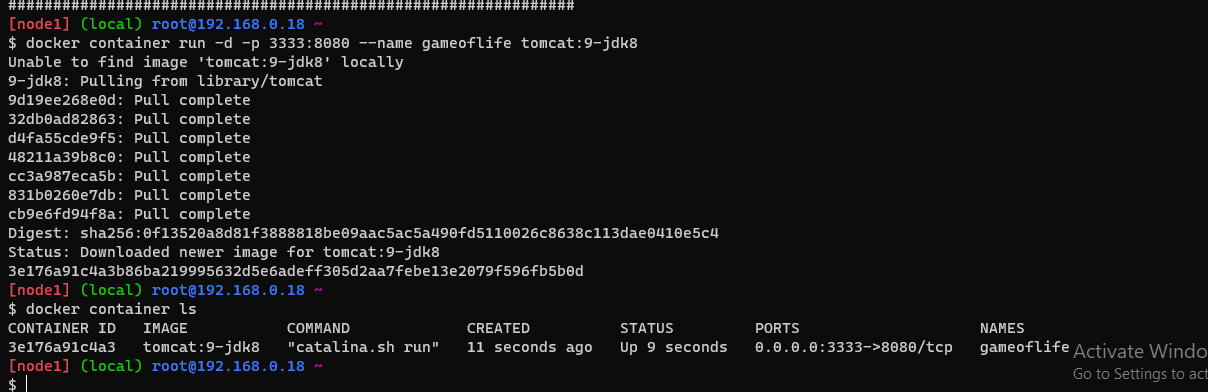 ###############################################################
[node1] (local) root@192.168.0.18 ~
$ docker container run -d -p 3333:8080 --name gameoflife tomcat:9-jdk8
Unable to find image 'tomcat:9-jdk8' locally
9-jdk8: Pulling from library/tomcat
9d19ee268e0d: Pull complete
32db0ad82863: Pull complete
d4fa55cde9f5: Pull complete
48211a39b8c0: Pull complete
cc3a987eca5b: Pull complete
831b0260e7db: Pull complete
cb9e6fd94f8a: Pull complete
Digest: sha256:0f13520a8d81f3888818be09aac5ac5a490fd5110026c8638c113dae0410e5c4
Status: Downloaded newer image for tomcat:9-jdk8
3e176a91c4a3b86ba219995632d5e6adeff305d2aa7febe13e2079f596fb5b0d
[node1] (local) root@192.168.0.18 ~
$ docker container ls
CONTAINER ID   IMAGE           COMMAND             CREATED          STATUS         PORTS                    NAMES
3e176a91c4a3   tomcat:9-jdk8   "catalina.sh run"   11 seconds ago   Up 9 seconds   0.0.0.0:3333->8080/tcp   gameoflife
[node1] (local) root@192.168.0.18 ~
$
Activate Windo
Go to Settings to act